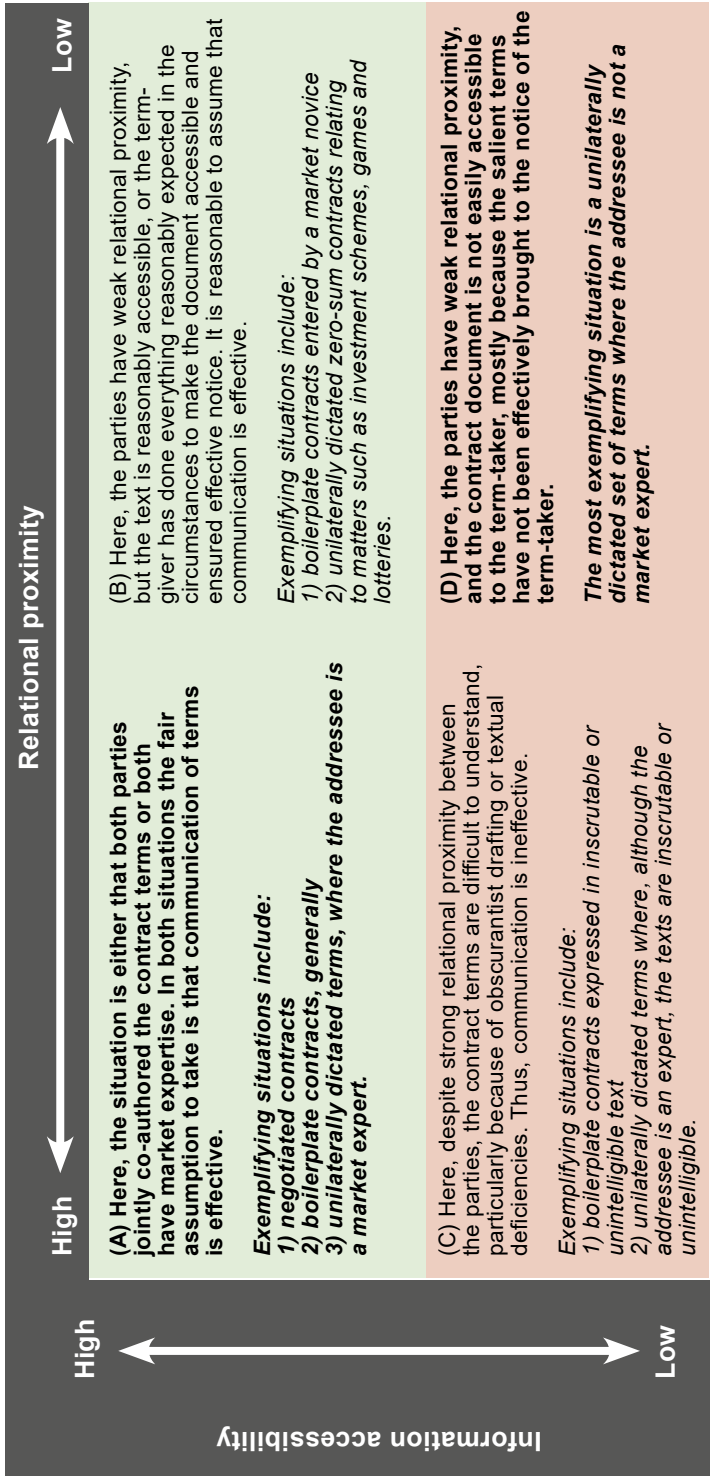 Relational proximity
High
Low
Information accessibility
High
Low
(A) Here, the situation is either that both parties
jointly co-authored the contract terms or both
have market expertise. In both situations the fair
assumption to take is that communication of terms
is effective.
Exemplifying situations include:
1) negotiated contracts
2) boilerplate contracts, generally
3) unilaterally dictated terms, where the addressee is
a market expert.
(B) Here, the parties have weak relational proximity,
but the text is reasonably accessible, or the term-
giver has done everything reasonably expected in the
circumstances to make the document accessible and
ensured effective notice. It is reasonable to assume that
communication is effective.
Exemplifying situations include:
1) boilerplate contracts entered by a market novice
2) unilaterally dictated zero-sum contracts relating
to matters such as investment schemes, games and
lotteries.
(C) Here, despite strong relational proximity between
the parties, the contract terms are difficult to understand,
particularly because of obscurantist drafting or textual
deficiencies. Thus, communication is ineffective.
Exemplifying situations include:
1) boilerplate contracts expressed in inscrutable or
unintelligible text
2) unilaterally dictated terms where, although the
addressee is an expert, the texts are inscrutable or
unintelligible.
(D) Here, the parties have weak relational proximity,
and the contract document is not easily accessible
to the term-taker, mostly because the salient terms
have not been effectively brought to the notice of the
term-taker.
The most exemplifying situation is a unilaterally
dictated set of terms where the addressee is not a
market expert.